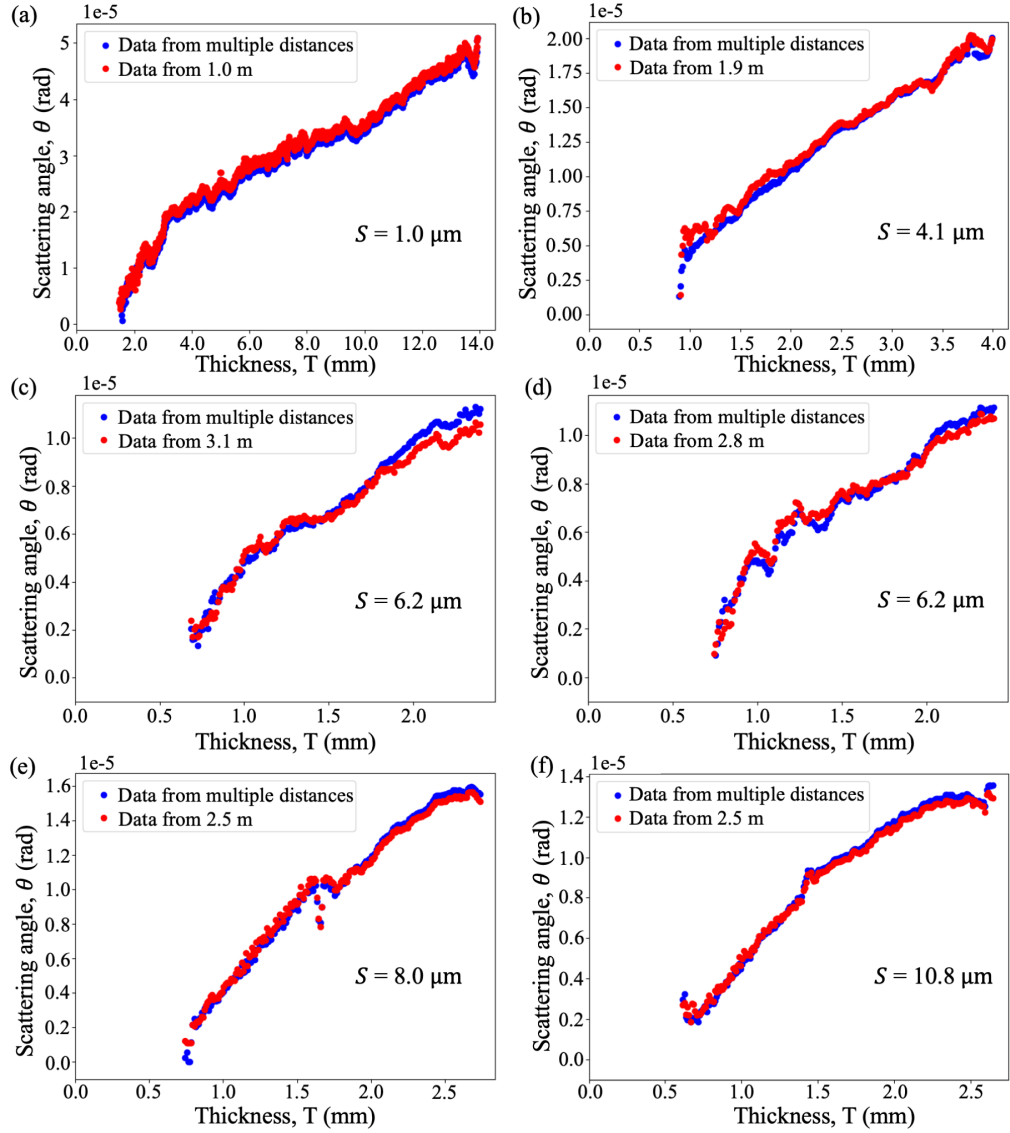 (a)
1e-5
Data from multiple distances
Data from 1.0 m
S = 1.0 μm
Scattering angle, θ (rad)
5
4
3
2
1
0
0.0 2.0 4.0 6.0 8.0 10.0 12.0 14.0
Thickness, T (mm)
(b)
1e-5
Data from multiple distances
Data from 1.9 m
S = 4.1 μm
Scattering angle, θ (rad)
2.00
1.75
1.50
1.25
1.00
0.75
0.50
0.25
0.00
0.0 1.0 1.5 2.0 2.5 3.0 3.5 4.0
Thickness, T (mm)
(c)
1e-5
Data from multiple distances
Data from 3.1 m
S = 6.2 μm
Scattering angle, θ (rad)
1.0
0.8
0.6
0.4
0.2
0.0
0.0 0.5 1.0 1.5 2.0
Thickness, T (mm)
(d)
1e-5
Data from multiple distances
Data from 2.8 m
S = 6.2 μm
Scattering angle, θ (rad)
1.0
0.8
0.6
0.4
0.2
0.0
0.0 0.5 1.0 1.5 2.0
Thickness, T (mm)
(e)
1e-5
Data from multiple distances
Data from 2.5 m
S = 8.0 μm
Scattering angle, θ (rad)
1.6
1.4
1.2
1.0
0.8
0.6
0.4
0.2
0.0
0.0 0.5 1.0 1.5 2.0 2.5
Thickness, T (mm)
(f)
1e-5
Data from multiple distances
Data from 2.5 m
S = 10.8 μm
Scattering angle, θ (rad)
1.4
1.2
1.0
0.8
0.6
0.4
0.2
0.0
0.0 0.5 1.0 1.5 2.0 2.5
Thickness, T (mm)